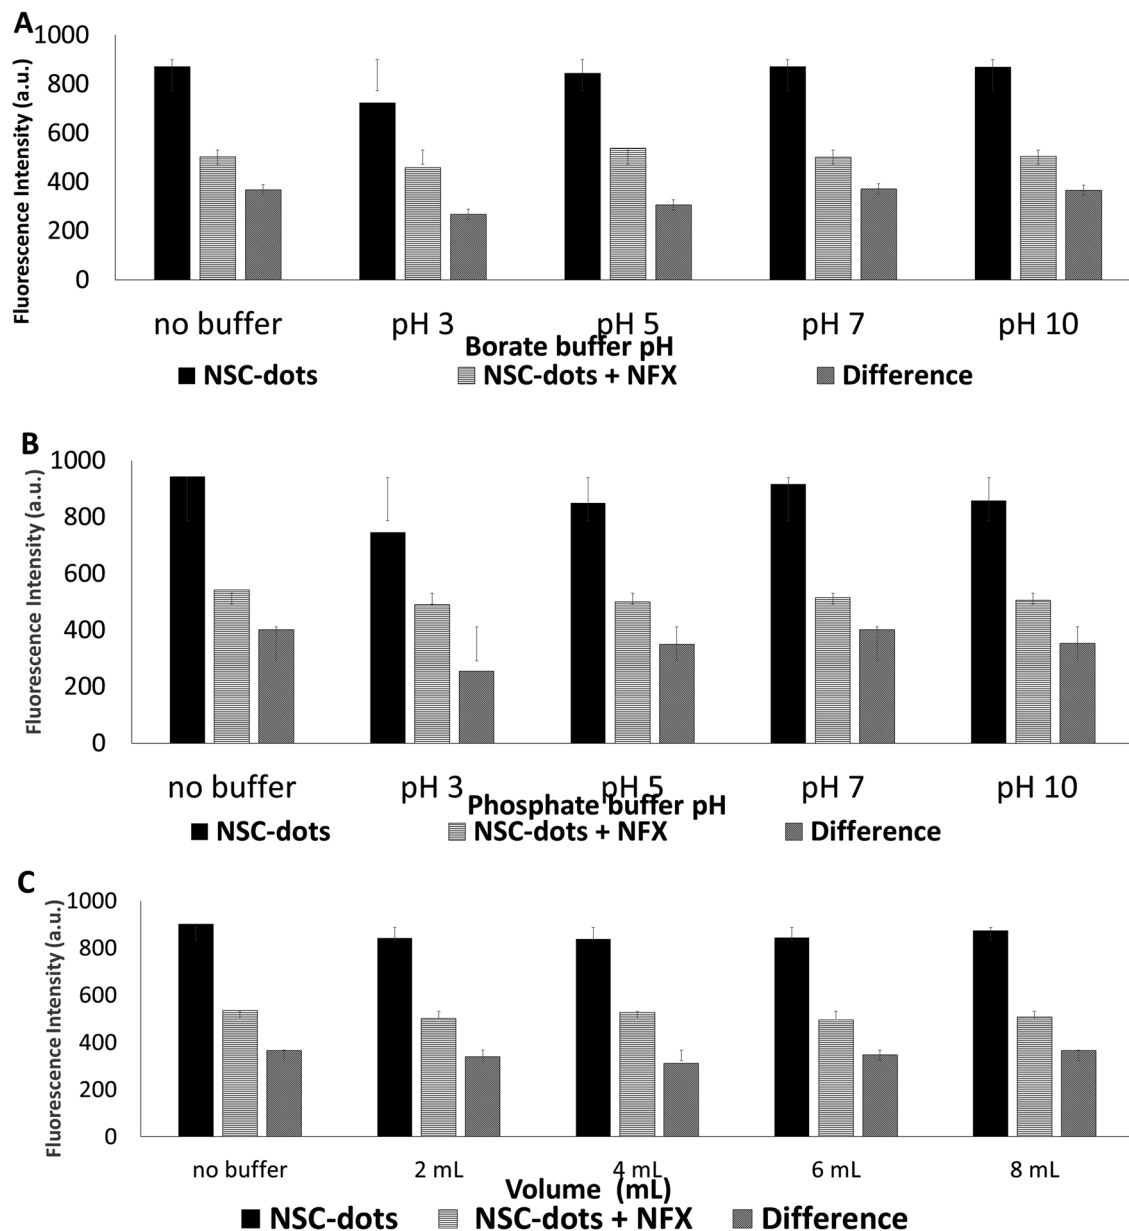 A
1000
800
600
400
200
0
Fluorescence Intensity (a.u.)
no buffer pH 3 pH 5 pH 7 pH 10
Borate buffer pH
NSC-dots NSC-dots + NFX Difference
B
1000
800
600
400
200
0
Fluorescence Intensity (a.u.)
no buffer pH 3 pH 5 pH 7 pH 10
Phosphate buffer pH
NSC-dots NSC-dots + NFX Difference
C
1000
800
600
400
200
0
Fluorescence Intensity (a.u.)
no buffer 2 mL 4 mL 6 mL 8 mL
Volume (mL)
NSC-dots NSC-dots + NFX Difference